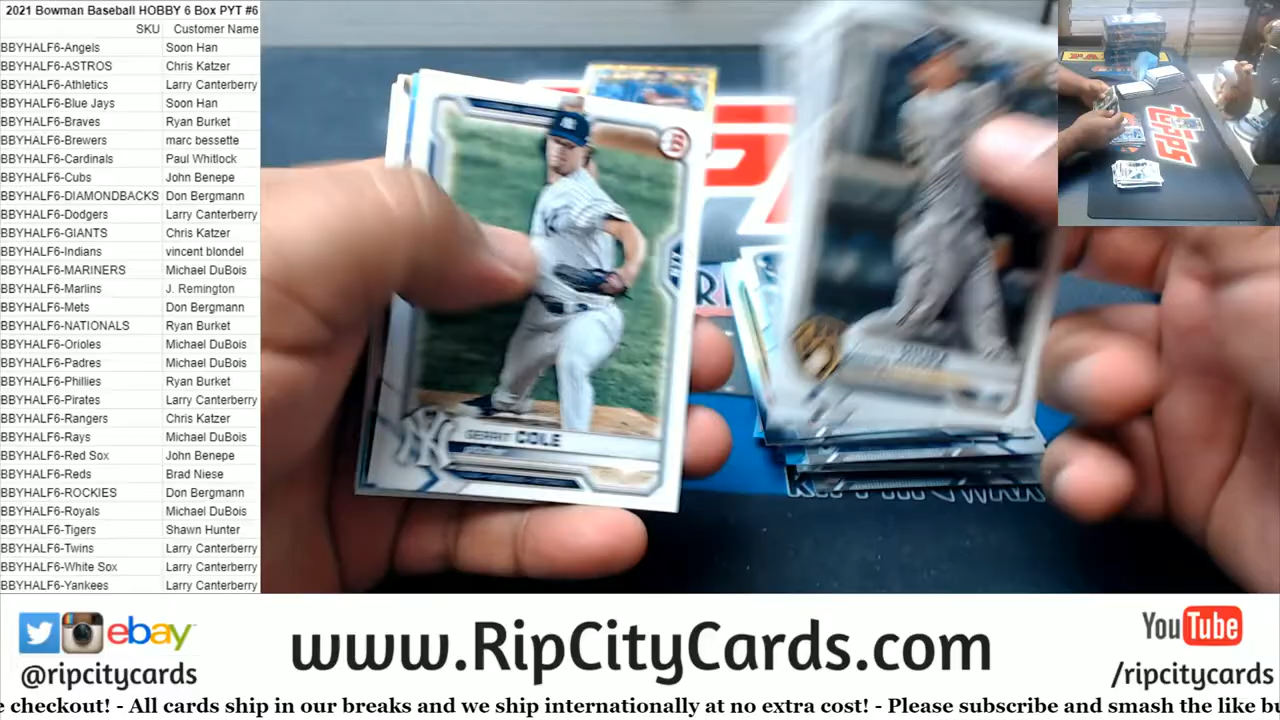 2021 Bowman Baseball HOBBY 6 Box PYT #6
SKU Customer Name
BBYHALF6-Angels Soon Han
BBYHALF6-ASTROS Chris Katzer
BBYHALF6-Athletics Larry Canterberry
BBYHALF6-Blue Jays Soon Han
BBYHALF6-Braves Ryan Burket
BBYHALF6-Brewers marc bessette
BBYHALF6-Cardinals Paul Whitlock
BBYHALF6-Cubs John Benepe
BBYHALF6-DIAMONDBACKS Don Bergmann
BBYHALF6-Dodgers Larry Canterberry
BBYHALF6-GIANTS Chris Katzer
BBYHALF6-Indians vincent blondel
BBYHALF6-MARINERS Michael DuBois
BBYHALF6-Marlins J. Remington
BBYHALF6-Mets Don Bergmann
BBYHALF6-NATIONALS Ryan Burket
BBYHALF6-Orioles Michael DuBois
BBYHALF6-Padres Michael DuBois
BBYHALF6-Phillies Ryan Burket
BBYHALF6-Pirates Larry Canterberry
BBYHALF6-Rangers Chris Katzer
BBYHALF6-Rays Michael DuBois
BBYHALF6-Red Sox John Benepe
BBYHALF6-Reds Brad Niese
BBYHALF6-ROCKIES Don Bergmann
BBYHALF6-Royals Michael DuBois
BBYHALF6-Tigers Shawn Hunter
BBYHALF6-Twins Larry Canterberry
BBYHALF6-White Sox Larry Canterberry
BBYHALF6-Yankees Larry Canterberry
B
NY
GERRIT COLE
topps
ebay
@ripcitycards
www.RipCityCards.com
YouTube
/ripcitycards
e checkout! - All cards ship in our breaks and we ship internationally at no extra cost! - Please subscribe and smash the like bu